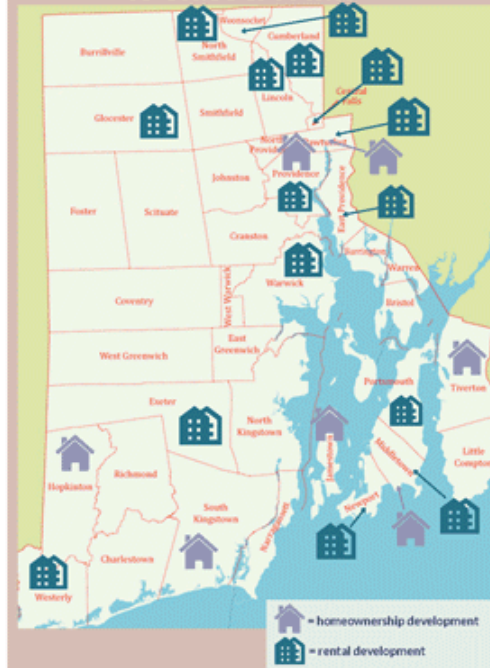 Woonsocket
Burrillville
North
Smithfield
Cumberland
Lincoln
Central
Falls
Glocester
Smithfield
North
Providence
Johnston
Providence
East Providence
Foster
Scituate
Cranston
Barrington
Warren
Warwick
West Warwick
Coventry
Bristol
East
Greenwich
West Greenwich
Portsmouth
Tiverton
Exeter
North
Kingstown
Jamestown
Middletown
Little
Compton
Hopkinton
Richmond
South
Kingstown
Narragansett
Newport
Charlestown
Westerly
= homeownership development
= rental development